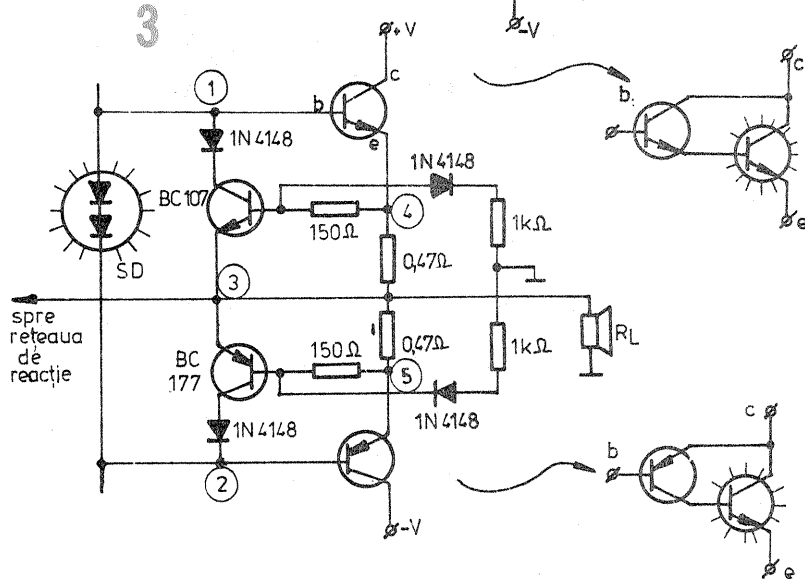 3
-V
+V
c
1
b
e
1N4148
c
b
e
1N4148
BC107
4
150Ω
1kΩ
0,47Ω
SD
3
spre
reteaua
de
reacție
BC
177
150Ω
0,47Ω
1kΩ
RL
5
1N4148
1N4148
2
-V
c
b
e